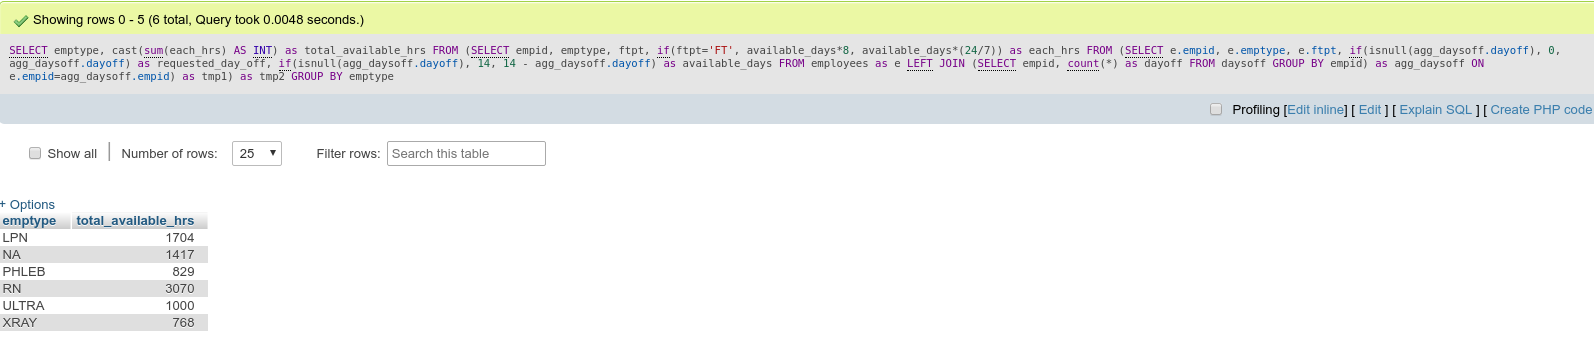 Showing rows 0 - 5 (6 total, Query took 0.0048 seconds.)
SELECT emptype, cast(sum(each_hrs) AS INT) as total_available_hrs FROM (SELECT empid, emptype, ftpt, if(ftpt='FT', available_days*8, available_days*(24/7)) as each_hrs FROM (SELECT e.empid, e.emptype, e.ftpt, if(isnull(agg_daysoff.dayoff), 0,
agg_daysoff.dayoff) as requested_day_off, if(isnull(agg_daysoff.dayoff), 14, 14 - agg_daysoff.dayoff) as available_days FROM employees as e LEFT JOIN (SELECT empid, count(*) as dayoff FROM daysoff GROUP BY empid) as agg_daysoff ON
e.empid=agg_daysoff.empid) as tmp1) as tmp2 GROUP BY emptype
Profiling [Edit inline] [ Edit ] [ Explain SQL ] [ Create PHP code
Show all | Number of rows: 25 Filter rows: Search this table
+ Options
emptype total_available_hrs
LPN 1704
NA 1417
PHLEB 829
RN 3070
ULTRA 1000
XRAY 768